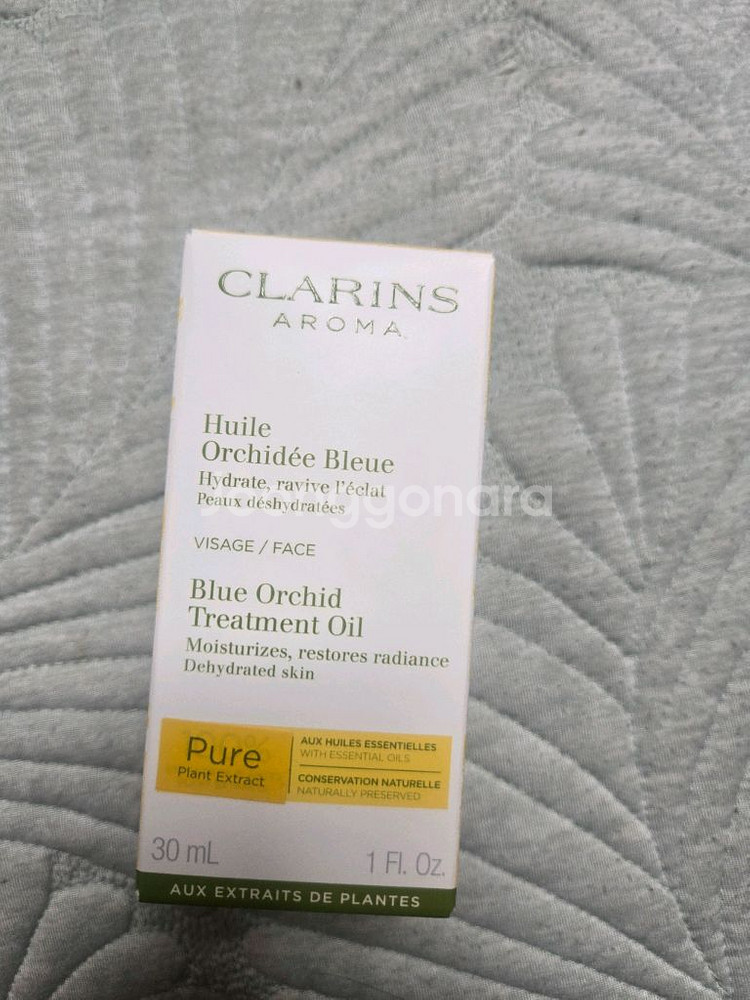 CLARINS
AROMA
Huile
Orchidée Bleue
Hydrate, ravive l'éclat
Peaux déshydratées
Joonggonara
VISAGE / FACE
Blue Orchid
Treatment Oil
Moisturizes, restores radiance
Dehydrated skin
Pure
Plant Extract
AUX HUILES ESSENTIELLES
WITH ESSENTIAL OILS
CONSERVATION NATURELLE
NATURALLY PRESERVED
30 mL
1 Fl. Oz.
AUX EXTRAITS DE PLANTES